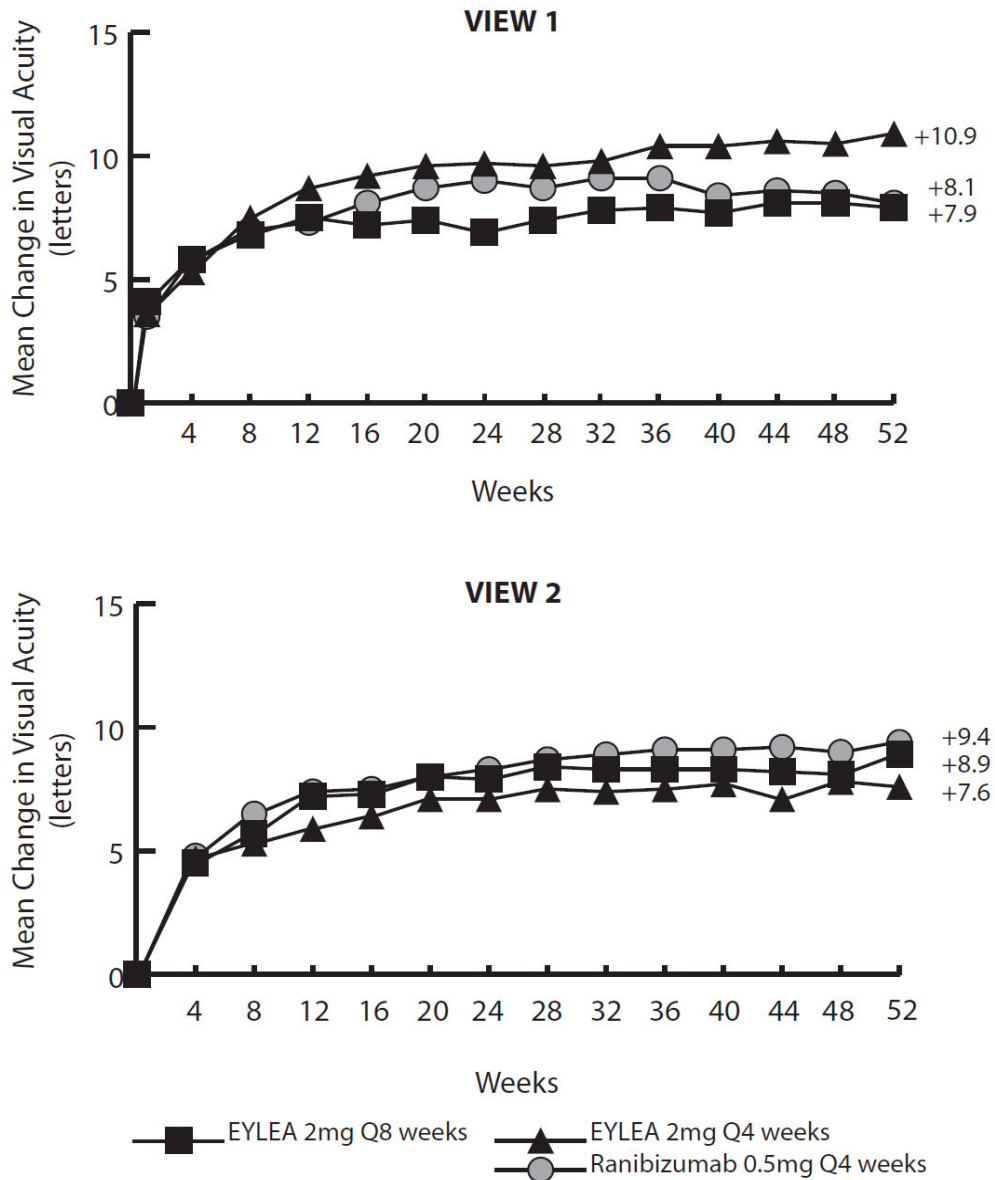 VIEW 1
Mean Change in Visual Acuity
(letters)
15
10
5
0
+10.9
+8.1
+7.9
4 8 12 16 20 24 28 32 36 40 44 48 52
Weeks
VIEW 2
Mean Change in Visual Acuity
(letters)
15
10
5
0
+9.4
+8.9
+7.6
4 8 12 16 20 24 28 32 36 40 44 48 52
Weeks
EYLEA 2mg Q8 weeks EYLEA 2mg Q4 weeks
Ranibizumab 0.5mg Q4 weeks